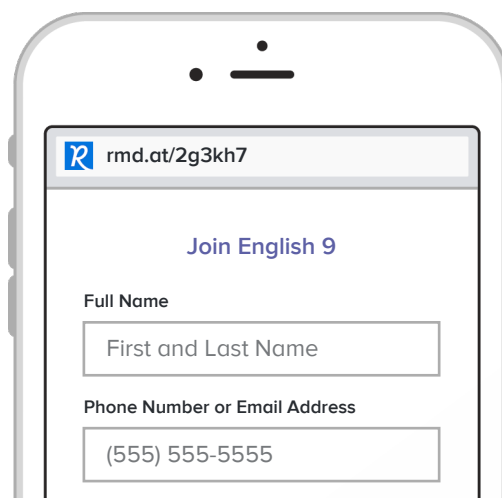 rmd.at/2g3kh7
Join English 9
Full Name
First and Last Name
Phone Number or Email Address
(555) 555-5555